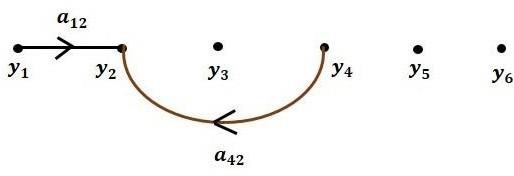 a₁₂
y₁ y₂ y₃ y₄ y₅ y₆
a₄₂